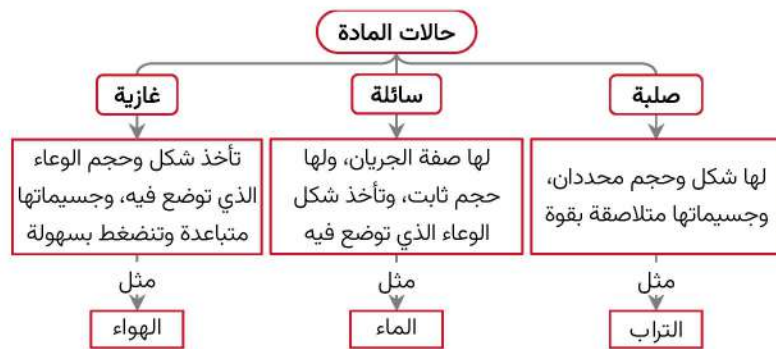 حالات المادة
صلبة
سائلة
غازية
لها شكل وحجم محددان،
وجسيماتها متلاصقة بقوة
لها صفة الجريان، ولها
حجم ثابت، وتأخذ شكل
الوعاء الذي توضع فيه
تأخذ شكل وحجم الوعاء
الذي توضع فيه، وجسيماتها
متباعدة وتنضغط بسهولة
مثل
مثل
مثل
التراب
الماء
الهواء